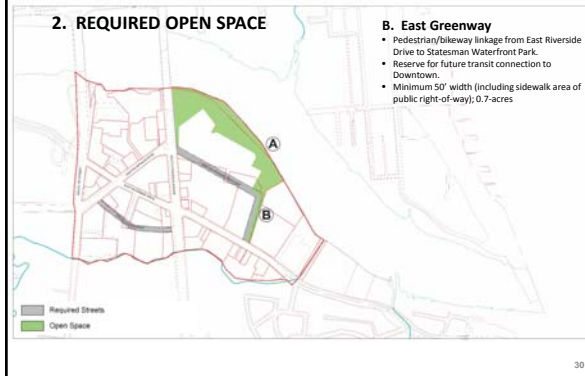 2. REQUIRED OPEN SPACE
B. East Greenway
• Pedestrian/bikeway linkage from East Riverside
Drive to Statesman Waterfront Park.
• Reserve for future transit connection to
Downtown.
• Minimum 50' width (including sidewalk area of
public right-of-way); 0.7-acres
A
B
Required Streets
Open Space
30